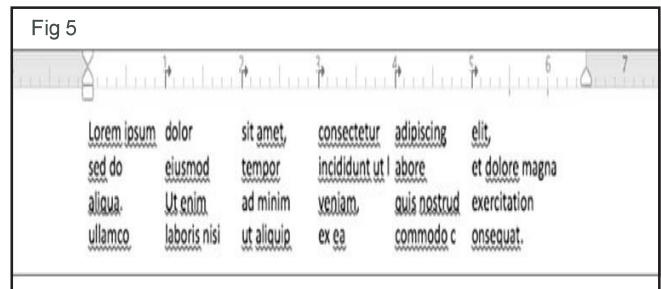 Fig 5
1 2 3 4 5 6 7
Lorem ipsum dolor sit amet, consectetur adipiscing elit,
sed do eiusmod tempor incididunt ut l abore et dolore magna
aliqua. Ut enim ad minim veniam, quis nostrud exercitation
ullamco laboris nisi ut aliquip ex ea commodo c onsequat.